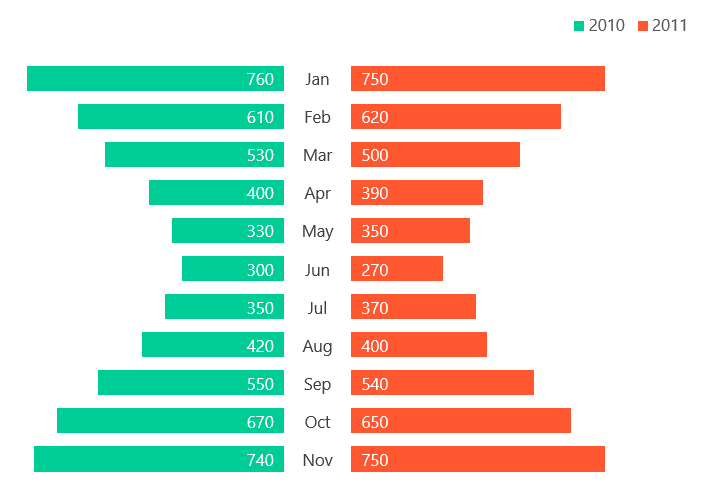 2010 2011
760 Jan 750
610 Feb 620
530 Mar 500
400 Apr 390
330 May 350
300 Jun 270
350 Jul 370
420 Aug 400
550 Sep 540
670 Oct 650
740 Nov 750